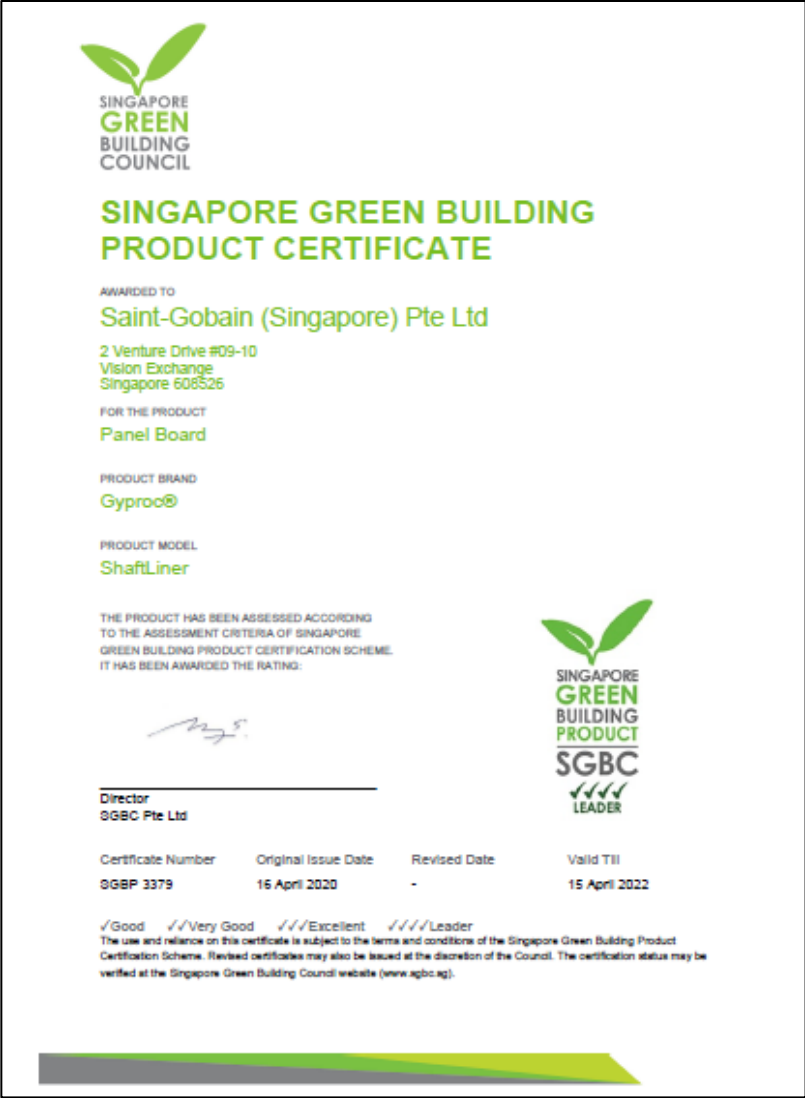 SINGAPORE
GREEN
BUILDING
COUNCIL
SINGAPORE GREEN BUILDING
PRODUCT CERTIFICATE
AWARDED TO
Saint-Gobain (Singapore) Pte Ltd
2 Venture Drive #09-10
Vision Exchange
Singapore 608526
FOR THE PRODUCT
Panel Board
PRODUCT BRAND
Gyproc®
PRODUCT MODEL
ShaftLiner
THE PRODUCT HAS BEEN ASSESSED ACCORDING
TO THE ASSESSMENT CRITERIA OF SINGAPORE
GREEN BUILDING PRODUCT CERTIFICATION SCHEME.
IT HAS BEEN AWARDED THE RATING:
SINGAPORE
GREEN
BUILDING
PRODUCT
SGBC
✓✓✓✓
LEADER
Director
SGBC Pte Ltd
Certificate Number Original Issue Date Revised Date Valid Till
SGBP 3379 16 April 2020 - 15 April 2022
✓Good ✓✓Very Good ✓✓✓Excellent ✓✓✓✓Leader
The use and reliance on this certificate is subject to the terms and conditions of the Singapore Green Building Product
Certification Scheme. Revised certificates may also be issued at the discretion of the Council. The certification status may be
verified at the Singapore Green Building Council website (www.sgbc.sg).